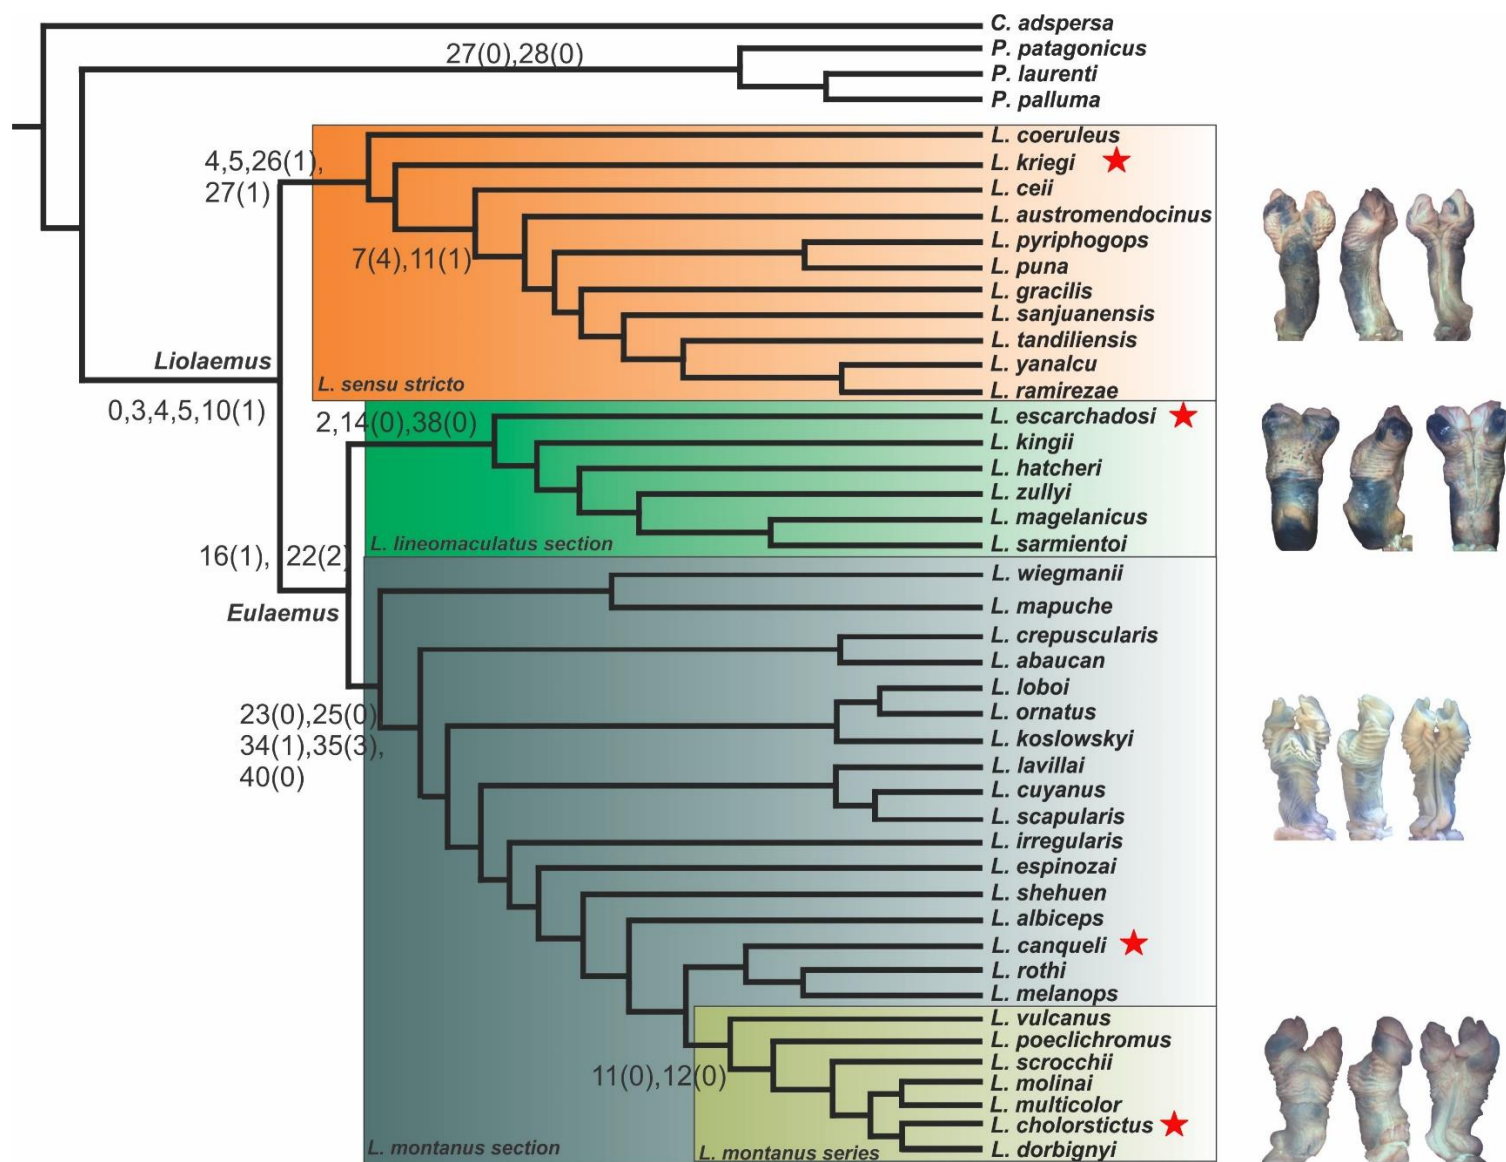 C. adspersa
27(0),28(0)
P. patagonicus
P. laurenti
P. palluma
L. coeruleus
4,5,26(1),
27(1)
L. kriegi
L. ceii
L. austromendocinus
7(4),11(1)
L. pyriphogops
L. puna
L. gracilis
L. sanjuanensis
L. tandiliensis
Liolaemus
L. yanalcu
L. sensu stricto
L. ramirezae
0,3,4,5,10(1)
2,14(0),38(0)
L. escarchadosi
L. kingii
L. hatcheri
L. zullyi
L. magelanicus
L. lineomaculatus section
L. sarmientoi
16(1), 22(2)
L. wiegmanii
Eulaemus
L. mapuche
L. crepuscularis
L. abaucan
L. loboi
23(0),25(0)
34(1),35(3),
40(0)
L. ornatus
L. koslowskyi
L. lavillai
L. cuyanus
L. scapularis
L. irregularis
L. espinozai
L. shehuen
L. albiceps
L. canqueli
L. rothi
L. melanops
L. vulcanus
L. poeclichromus
L. scrocchii
11(0),12(0)
L. molinai
L. multicolor
L. cholorstictus
L. dorbignyi
L. montanus section
L. montanus series